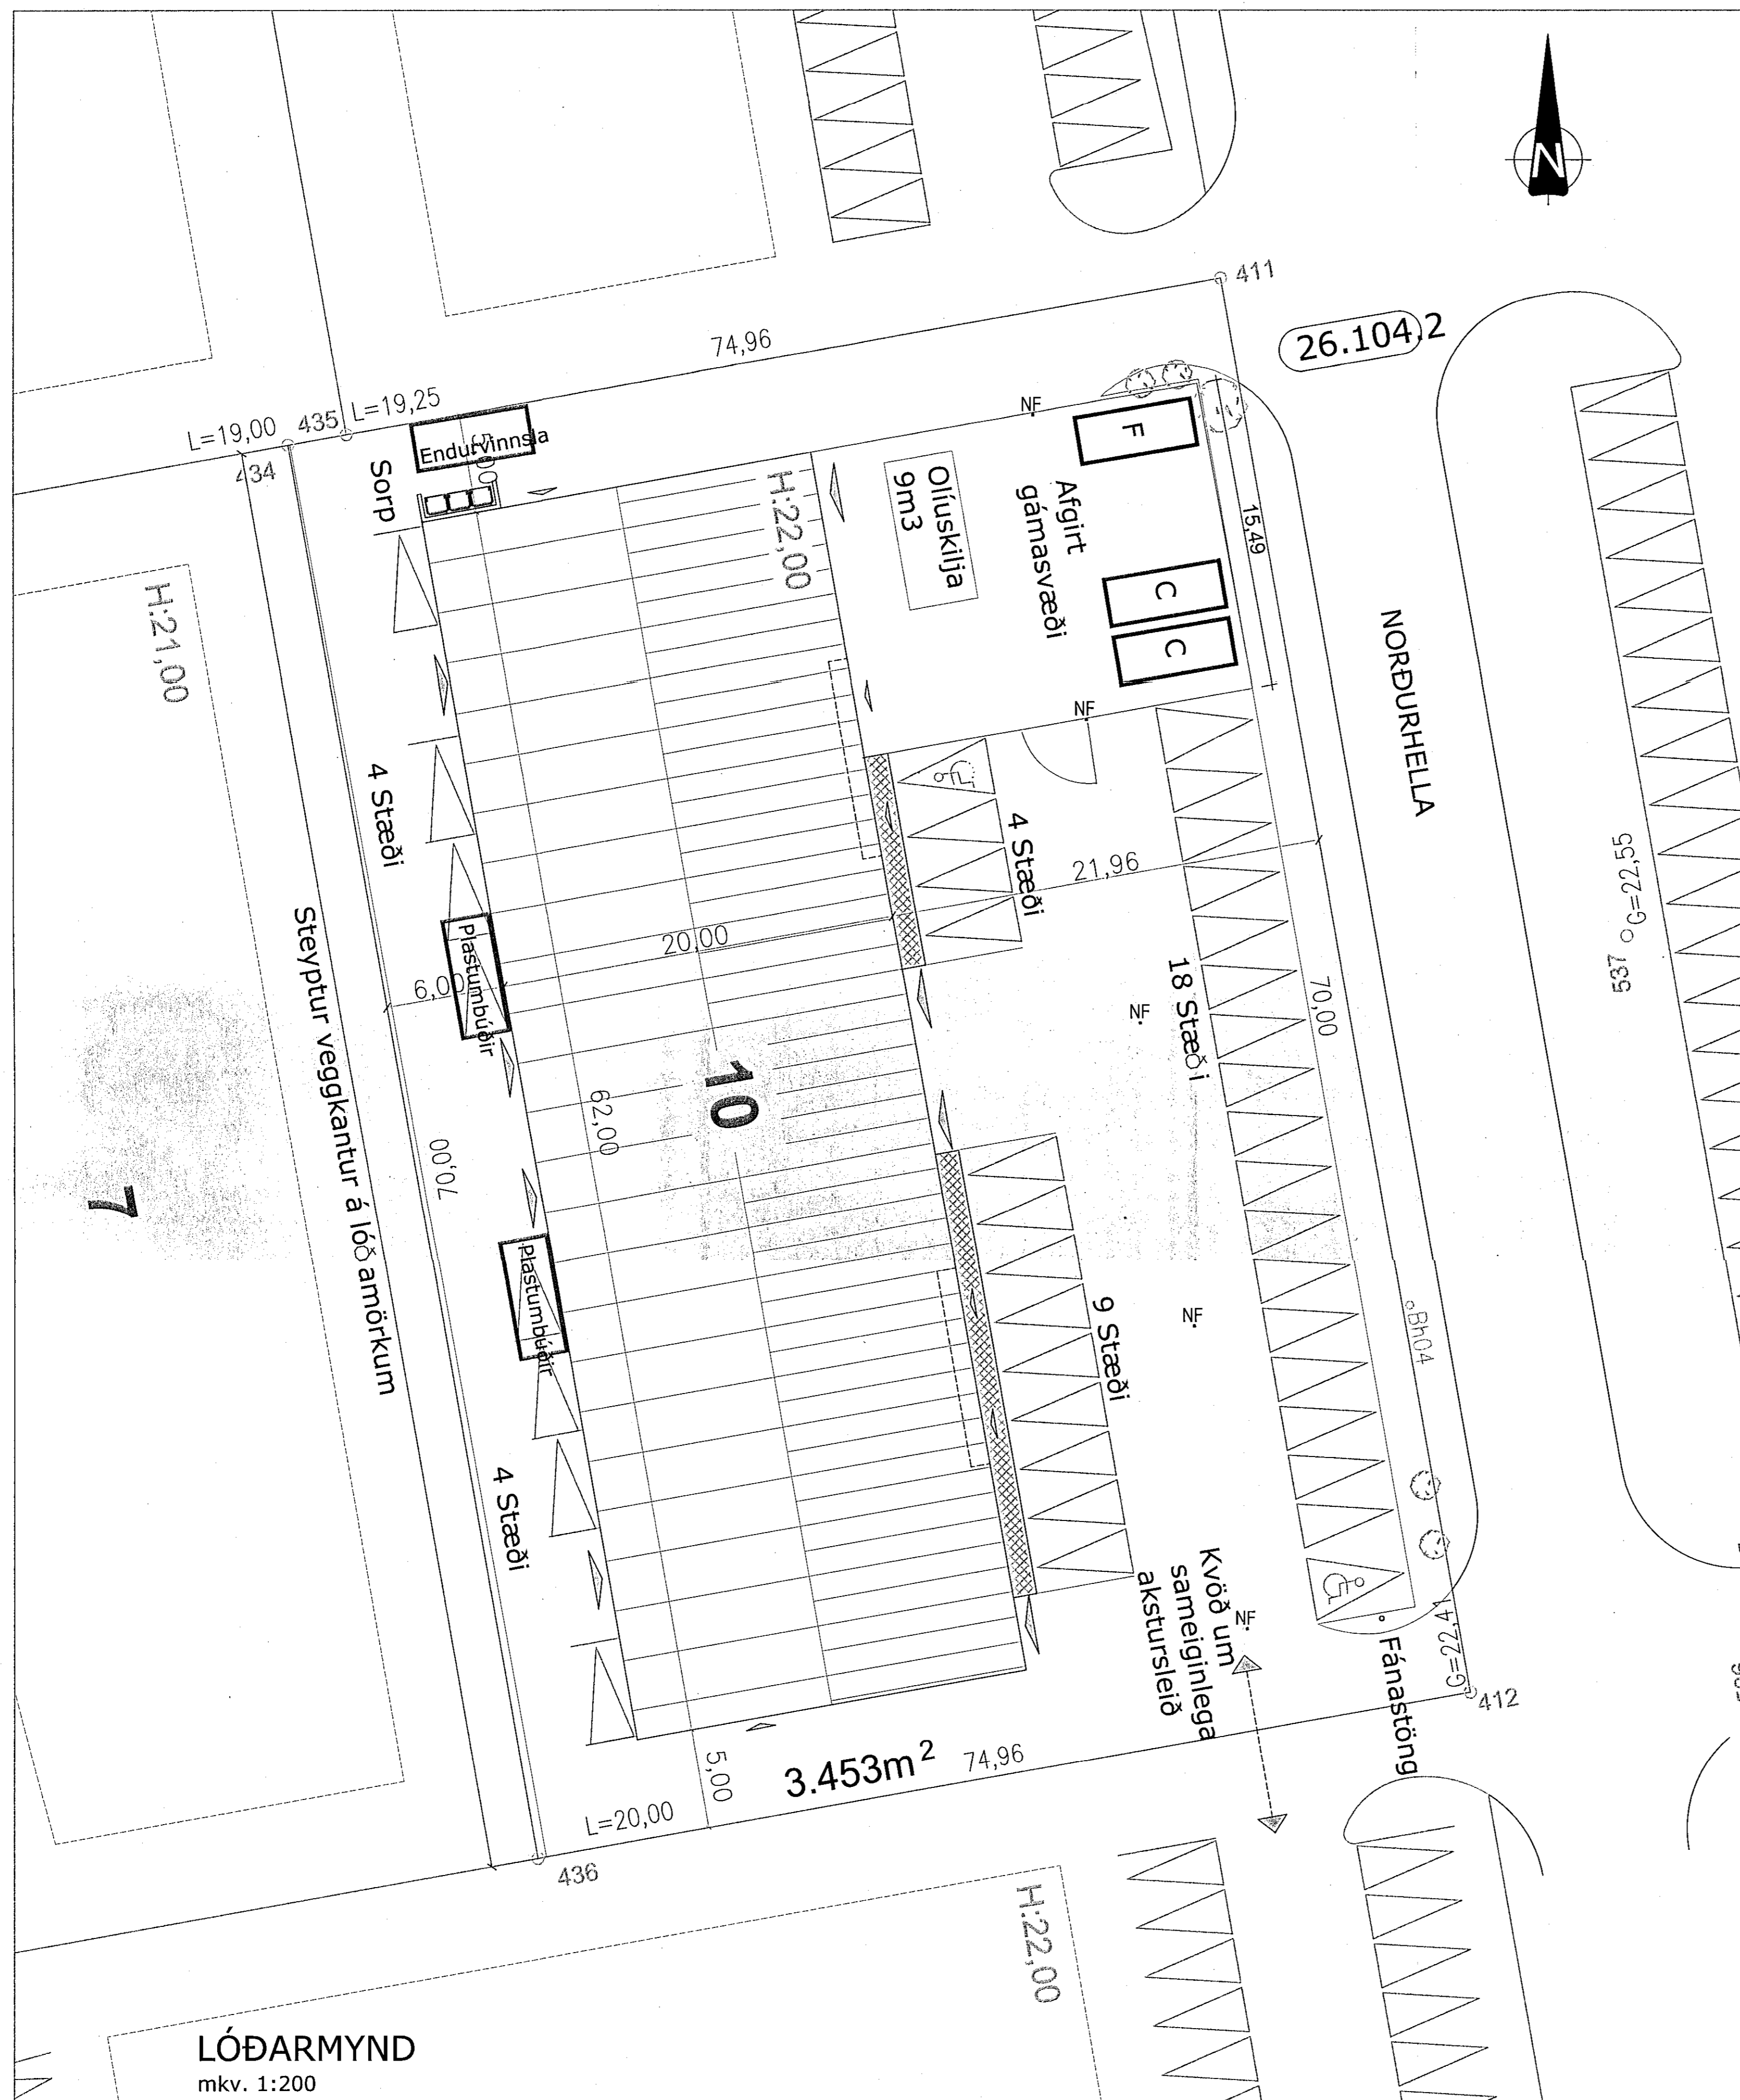 N
411
26.104.2
74,96
L=19,00
435
L=19,25
434
Endurvinnsla
5,00
Sorp
NF
F
H:22,00
Olíuskilja
9m3
Afgirt
gámasvæði
15,49
C
C
H:21,00
NORÐURHELLA
NF
4 Stæði
4 Stæði
21,96
20,00
6,00
Plastumbúðir
18 Stæði
NF
70,00
537
G=22,55
Steyptur veggkantur á lóðamörkum
10
62,00
70,00
7
Plastumbúðir
9 Stæði
NF
Bh04
4 Stæði
Kvöð um
sameiginlega
akstursleið
NF
G=22,41
Fánastöng
412
5,00
3.453m²
74,96
L=20,00
436
H:22,00
LÓÐARMYND
mkv. 1:200